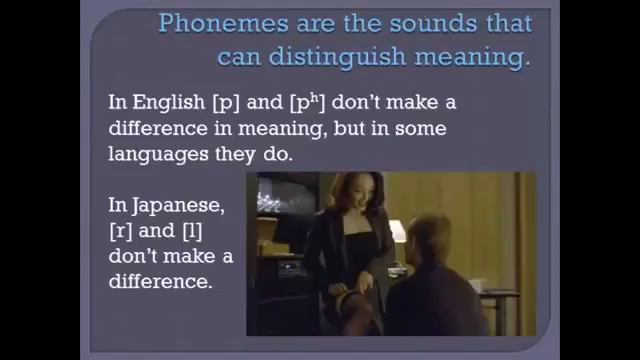 Phonemes are the sounds that
can distinguish meaning.
In English [p] and [pʰ] don't make a
difference in meaning, but in some
languages they do.
In Japanese,
[r] and [l]
don't make a
difference.